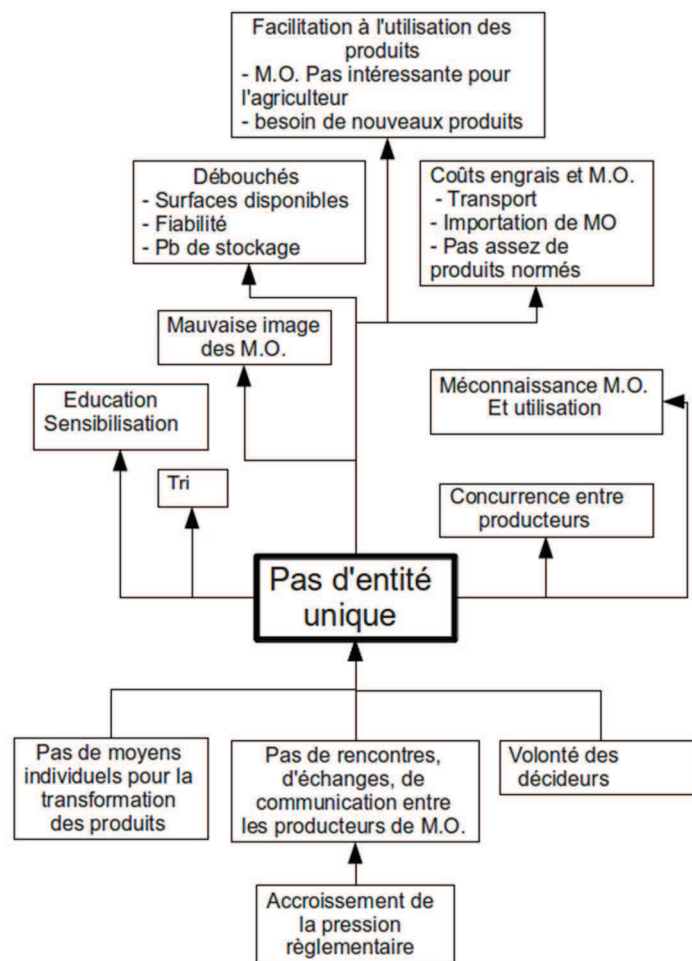 Facilitation à l'utilisation des
produits
- M.O. Pas intéressante pour
l'agriculteur
- besoin de nouveaux produits
Débouchés
- Surfaces disponibles
- Fiabilité
- Pb de stockage
Coûts engrais et M.O.
- Transport
- Importation de MO
- Pas assez de
produits normés
Mauvaise image
des M.O.
Education
Sensibilisation
Méconnaissance M.O.
Et utilisation
Tri
Concurrence entre
producteurs
Pas d'entité
unique
Pas de moyens
individuels pour la
transformation
des produits
Pas de rencontres,
d'échanges, de
communication entre
les producteurs de M.O.
Volonté des
décideurs
Accroissement de
la pression
règlementaire